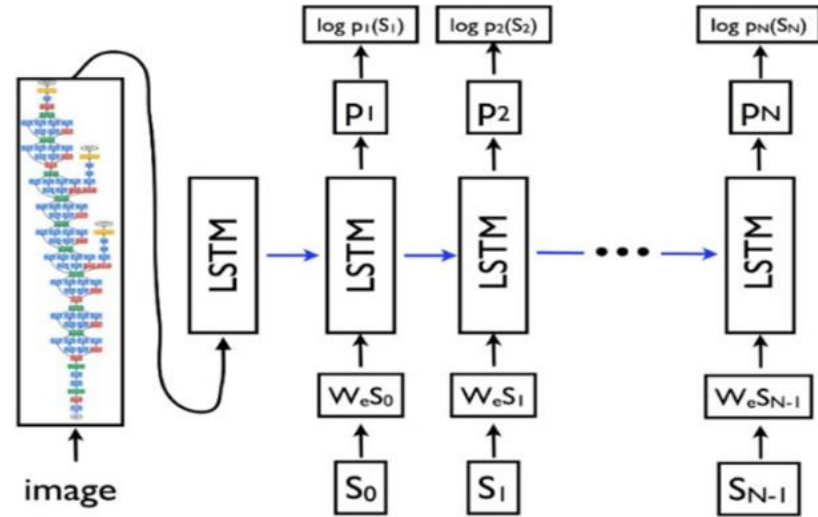 log p₁(S₁) log p₂(S₂) log pN(SN)
p₁ p₂ pN
LSTM LSTM LSTM LSTM
WeS₀ WeS₁ WeSN-1
image S₀ S₁ SN-1